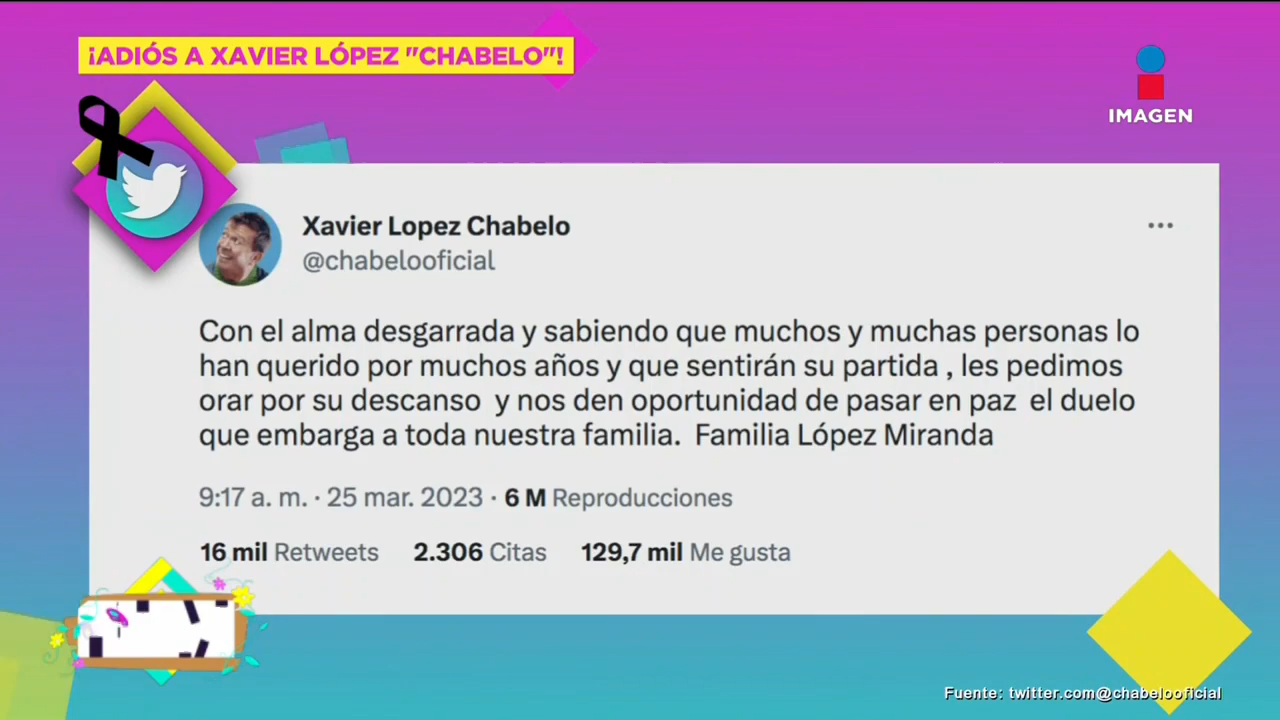 ¡ADIÓS A XAVIER LÓPEZ "CHABELO"!
IMAGEN
Xavier Lopez Chabelo
@chabelooficial
Con el alma desgarrada y sabiendo que muchos y muchas personas lo
han querido por muchos años y que sentirán su partida , les pedimos
orar por su descanso  y nos den oportunidad de pasar en paz  el duelo
que embarga a toda nuestra familia.  Familia López Miranda
9:17 a. m. · 25 mar. 2023 · 6 M Reproducciones
16 mil Retweets 2.306 Citas 129,7 mil Me gusta
Fuente: twitter.com@chabelooficial